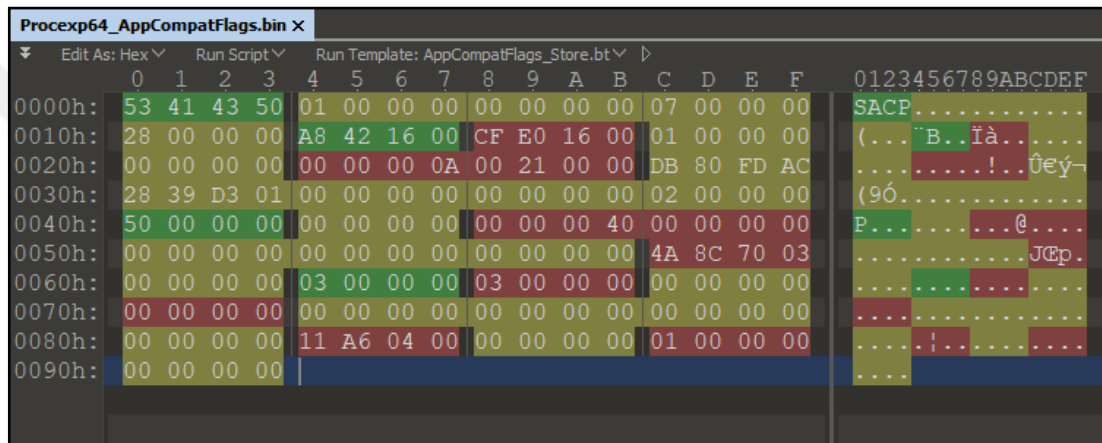 Procexp64_AppCompatFlags.bin ×
Edit As: Hex Run Script Run Template: AppCompatFlags_Store.bt
0 1 2 3 4 5 6 7 8 9 A B C D E F 0123456789ABCDEF
0000h: 53 41 43 50 01 00 00 00 00 00 00 00 07 00 00 00 SACP............
0010h: 28 00 00 00 A8 42 16 00 CF E0 16 00 01 00 00 00 (...¨B..Ïà......
0020h: 00 00 00 00 00 00 00 0A 00 21 00 00 DB 80 FD AC .........!..Û€ý¬
0030h: 28 39 D3 01 00 00 00 00 00 00 00 00 02 00 00 00 (9Ó.............
0040h: 50 00 00 00 00 00 00 00 00 00 00 40 00 00 00 00 P..........@....
0050h: 00 00 00 00 00 00 00 00 00 00 00 00 4A 8C 70 03 ............JŒp.
0060h: 00 00 00 00 03 00 00 00 03 00 00 00 00 00 00 00 ................
0070h: 00 00 00 00 00 00 00 00 00 00 00 00 00 00 00 00 ................
0080h: 00 00 00 00 11 A6 04 00 00 00 00 00 01 00 00 00 .....¦..........
0090h: 00 00 00 00 ....